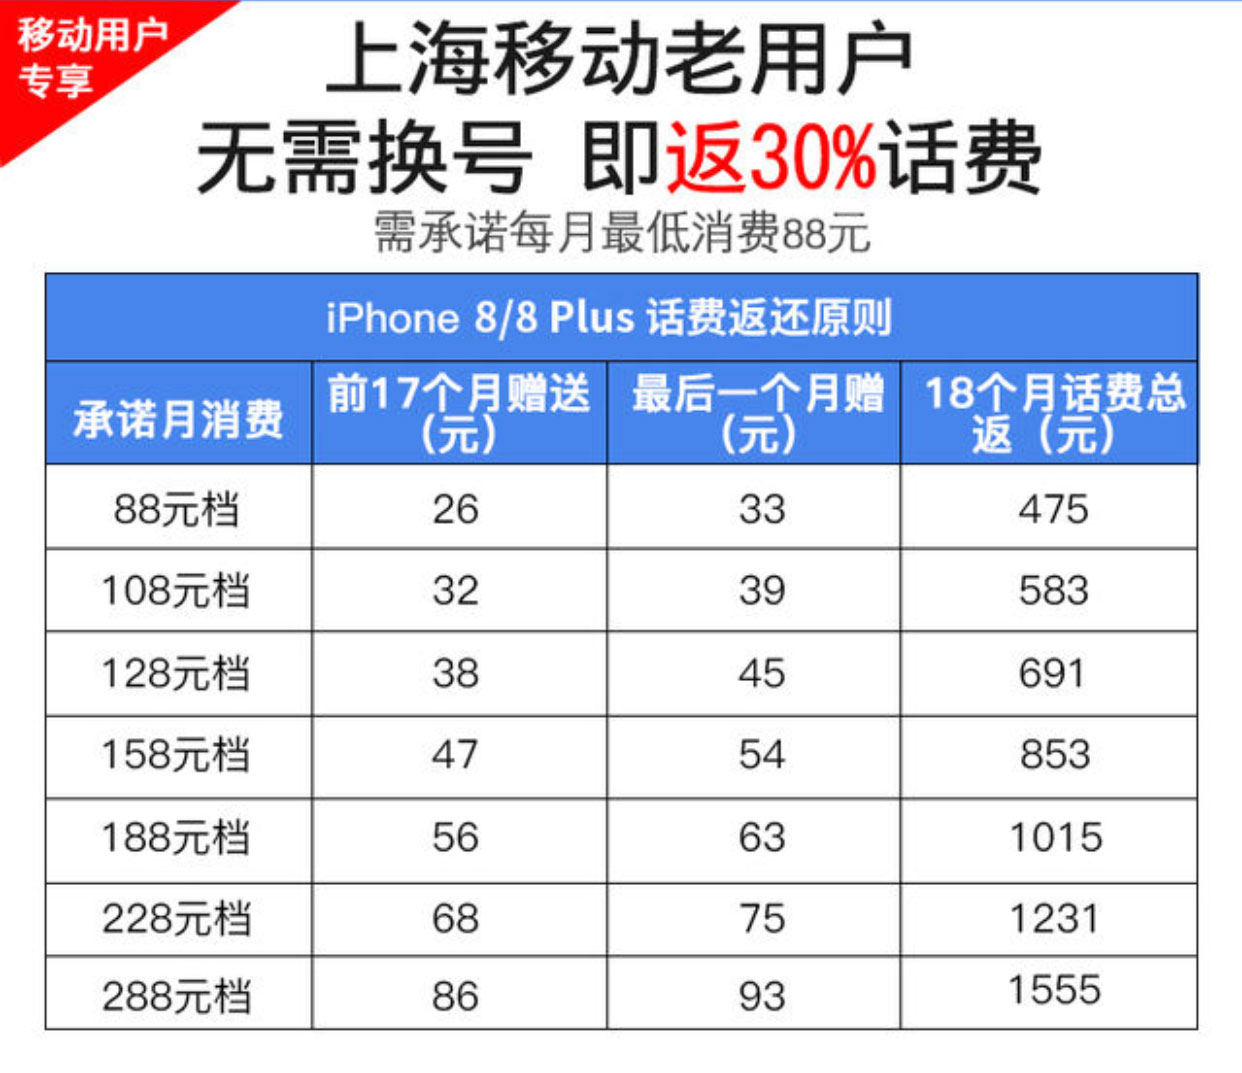 移动用户
专享
上海移动老用户
无需换号 即返30%话费
需承诺每月最低消费88元
iPhone 8/8 Plus 话费返还原则
承诺月消费
前17个月赠送
(元)
最后一个月赠
(元)
18个月话费总
返（元）
88元档 26 33 475
108元档 32 39 583
128元档 38 45 691
158元档 47 54 853
188元档 56 63 1015
228元档 68 75 1231
288元档 86 93 1555